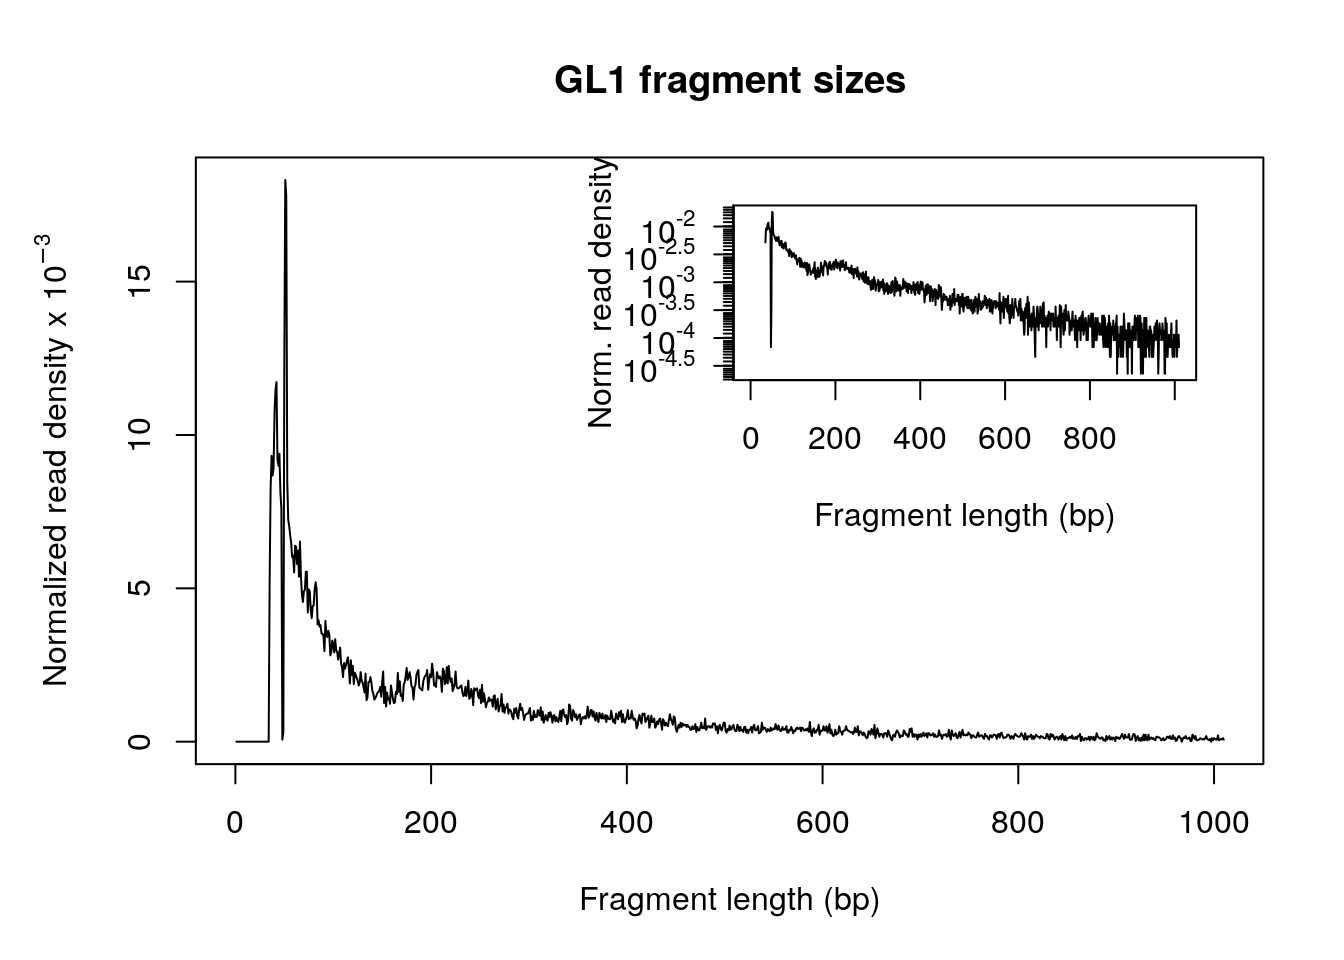 GL1 fragment sizes
Normalized read density x 10⁻³
15
10
5
0
0 200 400 600 800 1000
Fragment length (bp)
Norm. read density
10⁻²
10⁻²·⁵
10⁻³
10⁻³·⁵
10⁻⁴
10⁻⁴·⁵
0 200 400 600 800
Fragment length (bp)